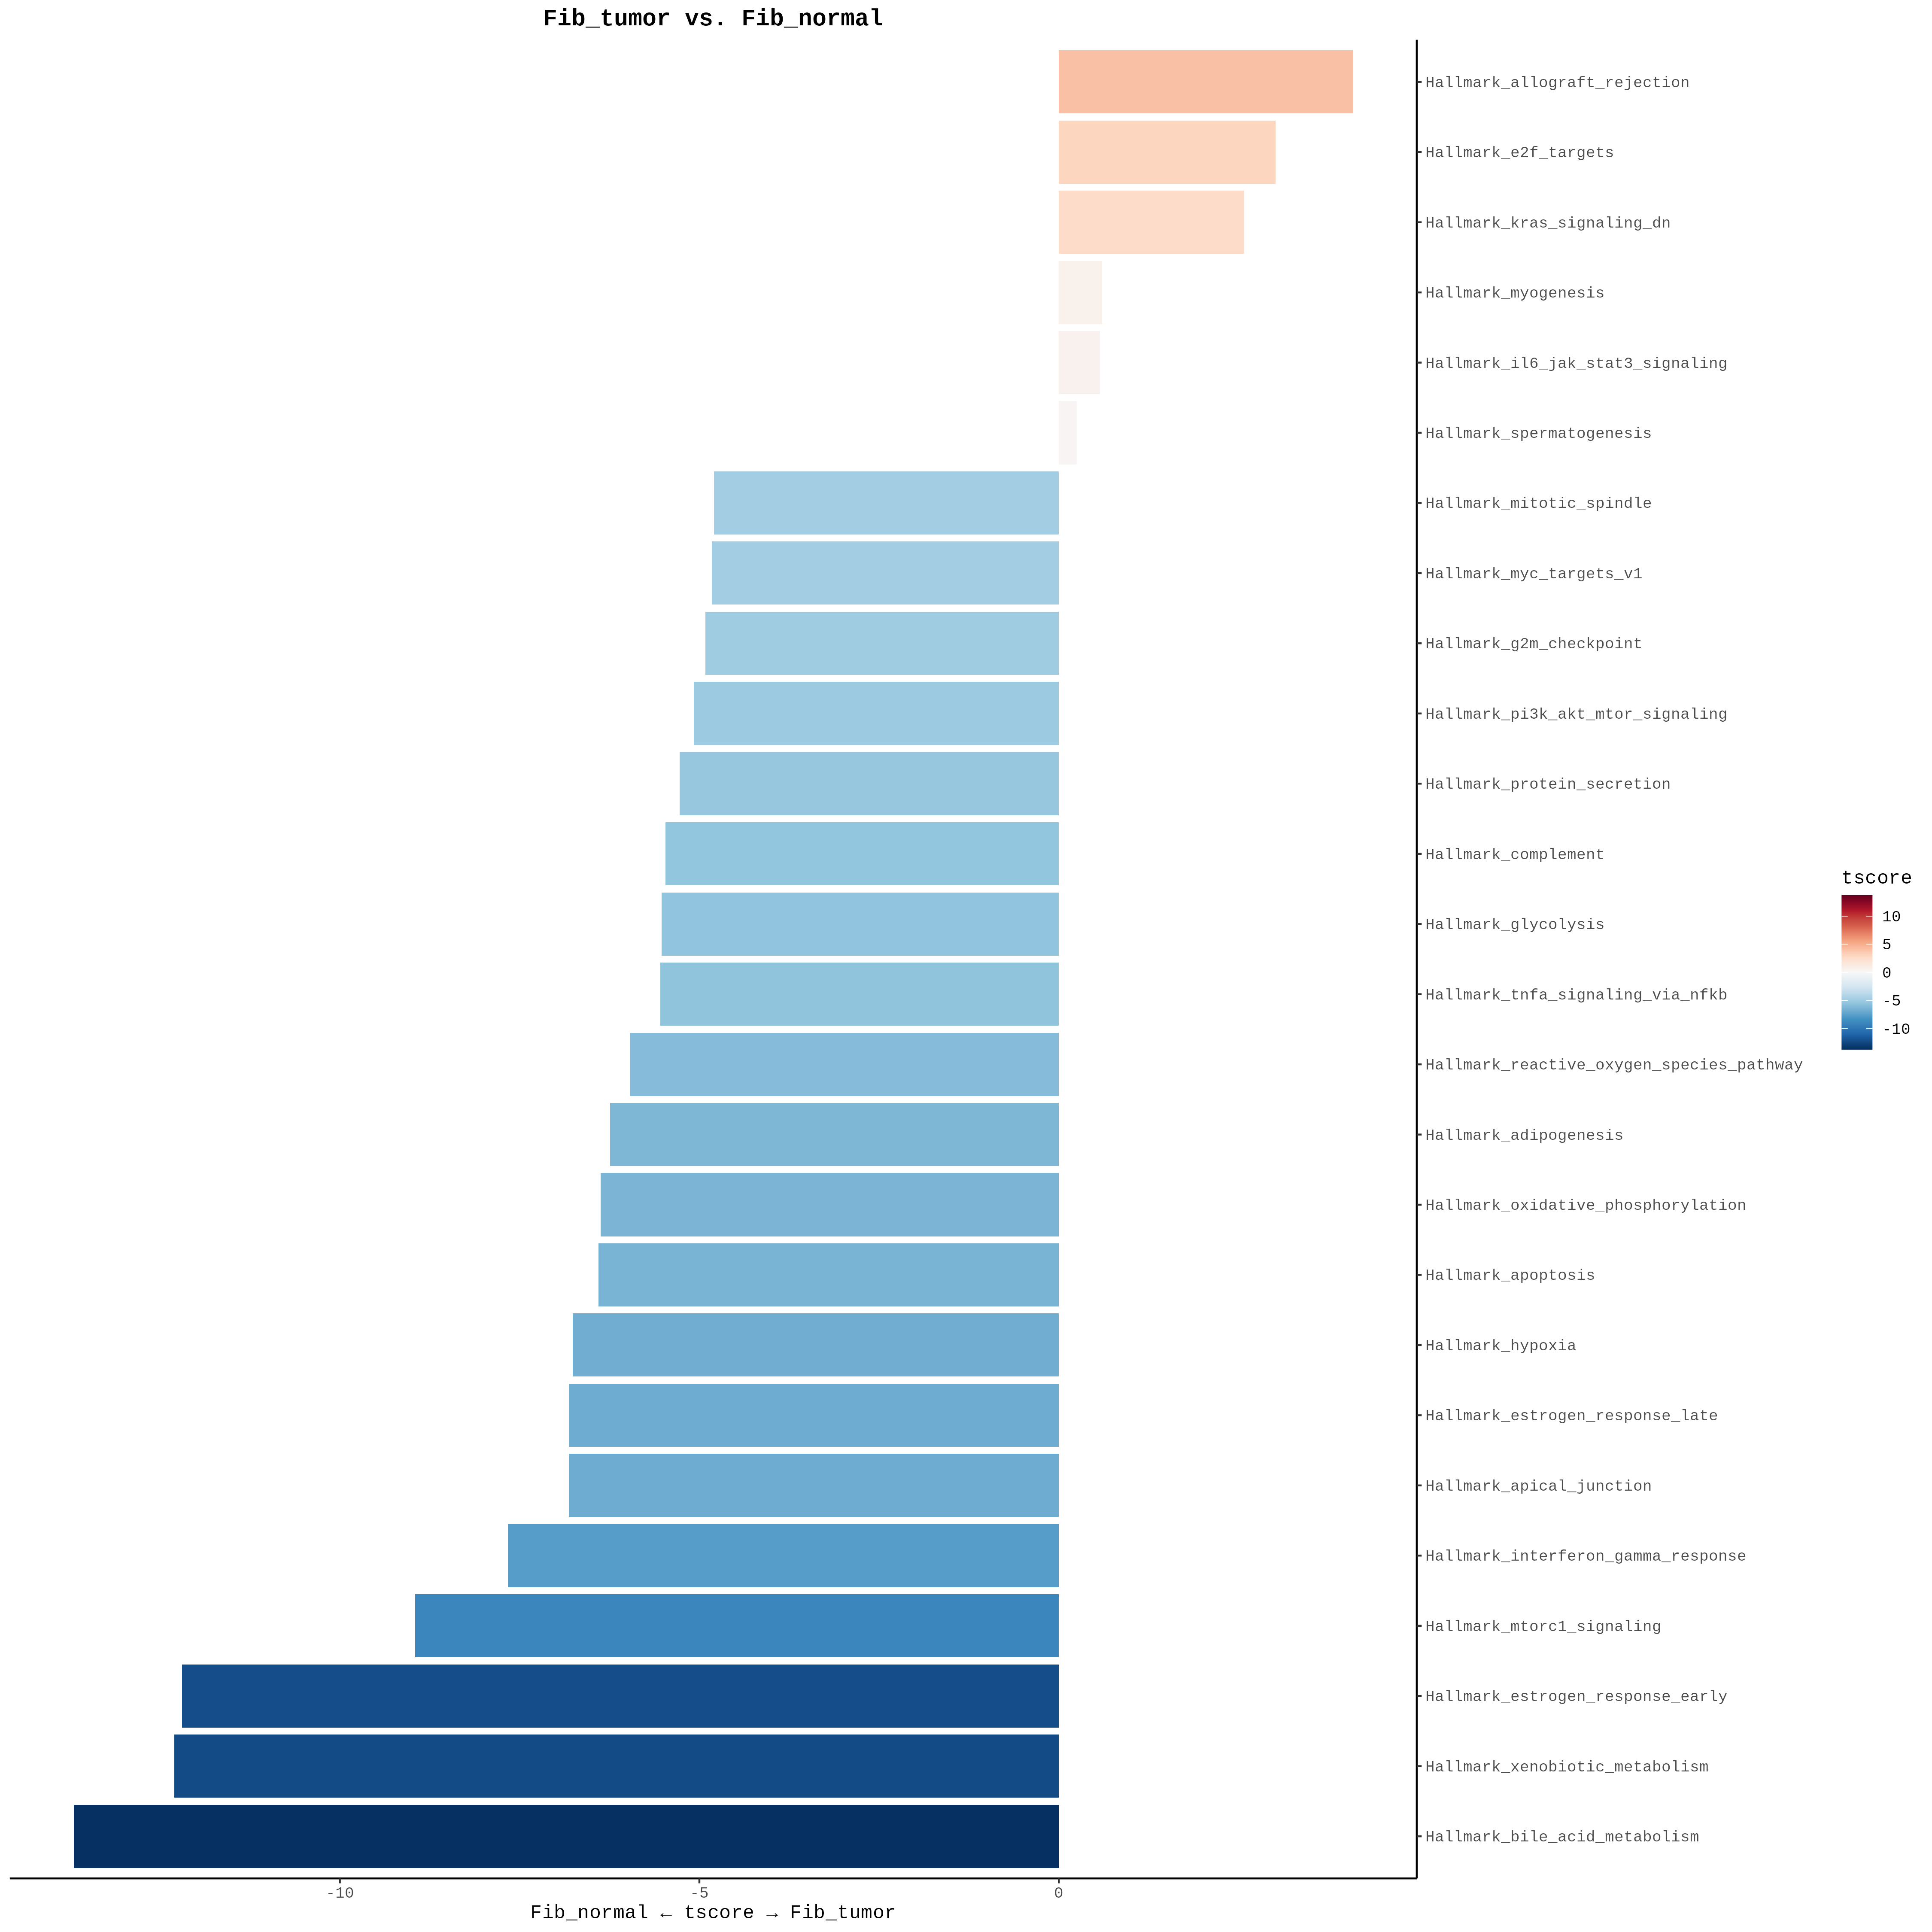 Fib_tumor vs. Fib_normal
Hallmark_allograft_rejection
Hallmark_e2f_targets
Hallmark_kras_signaling_dn
Hallmark_myogenesis
Hallmark_il6_jak_stat3_signaling
Hallmark_spermatogenesis
Hallmark_mitotic_spindle
Hallmark_myc_targets_v1
Hallmark_g2m_checkpoint
Hallmark_pi3k_akt_mtor_signaling
Hallmark_protein_secretion
Hallmark_complement
Hallmark_glycolysis
Hallmark_tnfa_signaling_via_nfkb
Hallmark_reactive_oxygen_species_pathway
Hallmark_adipogenesis
Hallmark_oxidative_phosphorylation
Hallmark_apoptosis
Hallmark_hypoxia
Hallmark_estrogen_response_late
Hallmark_apical_junction
Hallmark_interferon_gamma_response
Hallmark_mtorc1_signaling
Hallmark_estrogen_response_early
Hallmark_xenobiotic_metabolism
Hallmark_bile_acid_metabolism
-10 -5 0
Fib_normal ← tscore → Fib_tumor
tscore
10
5
0
-5
-10